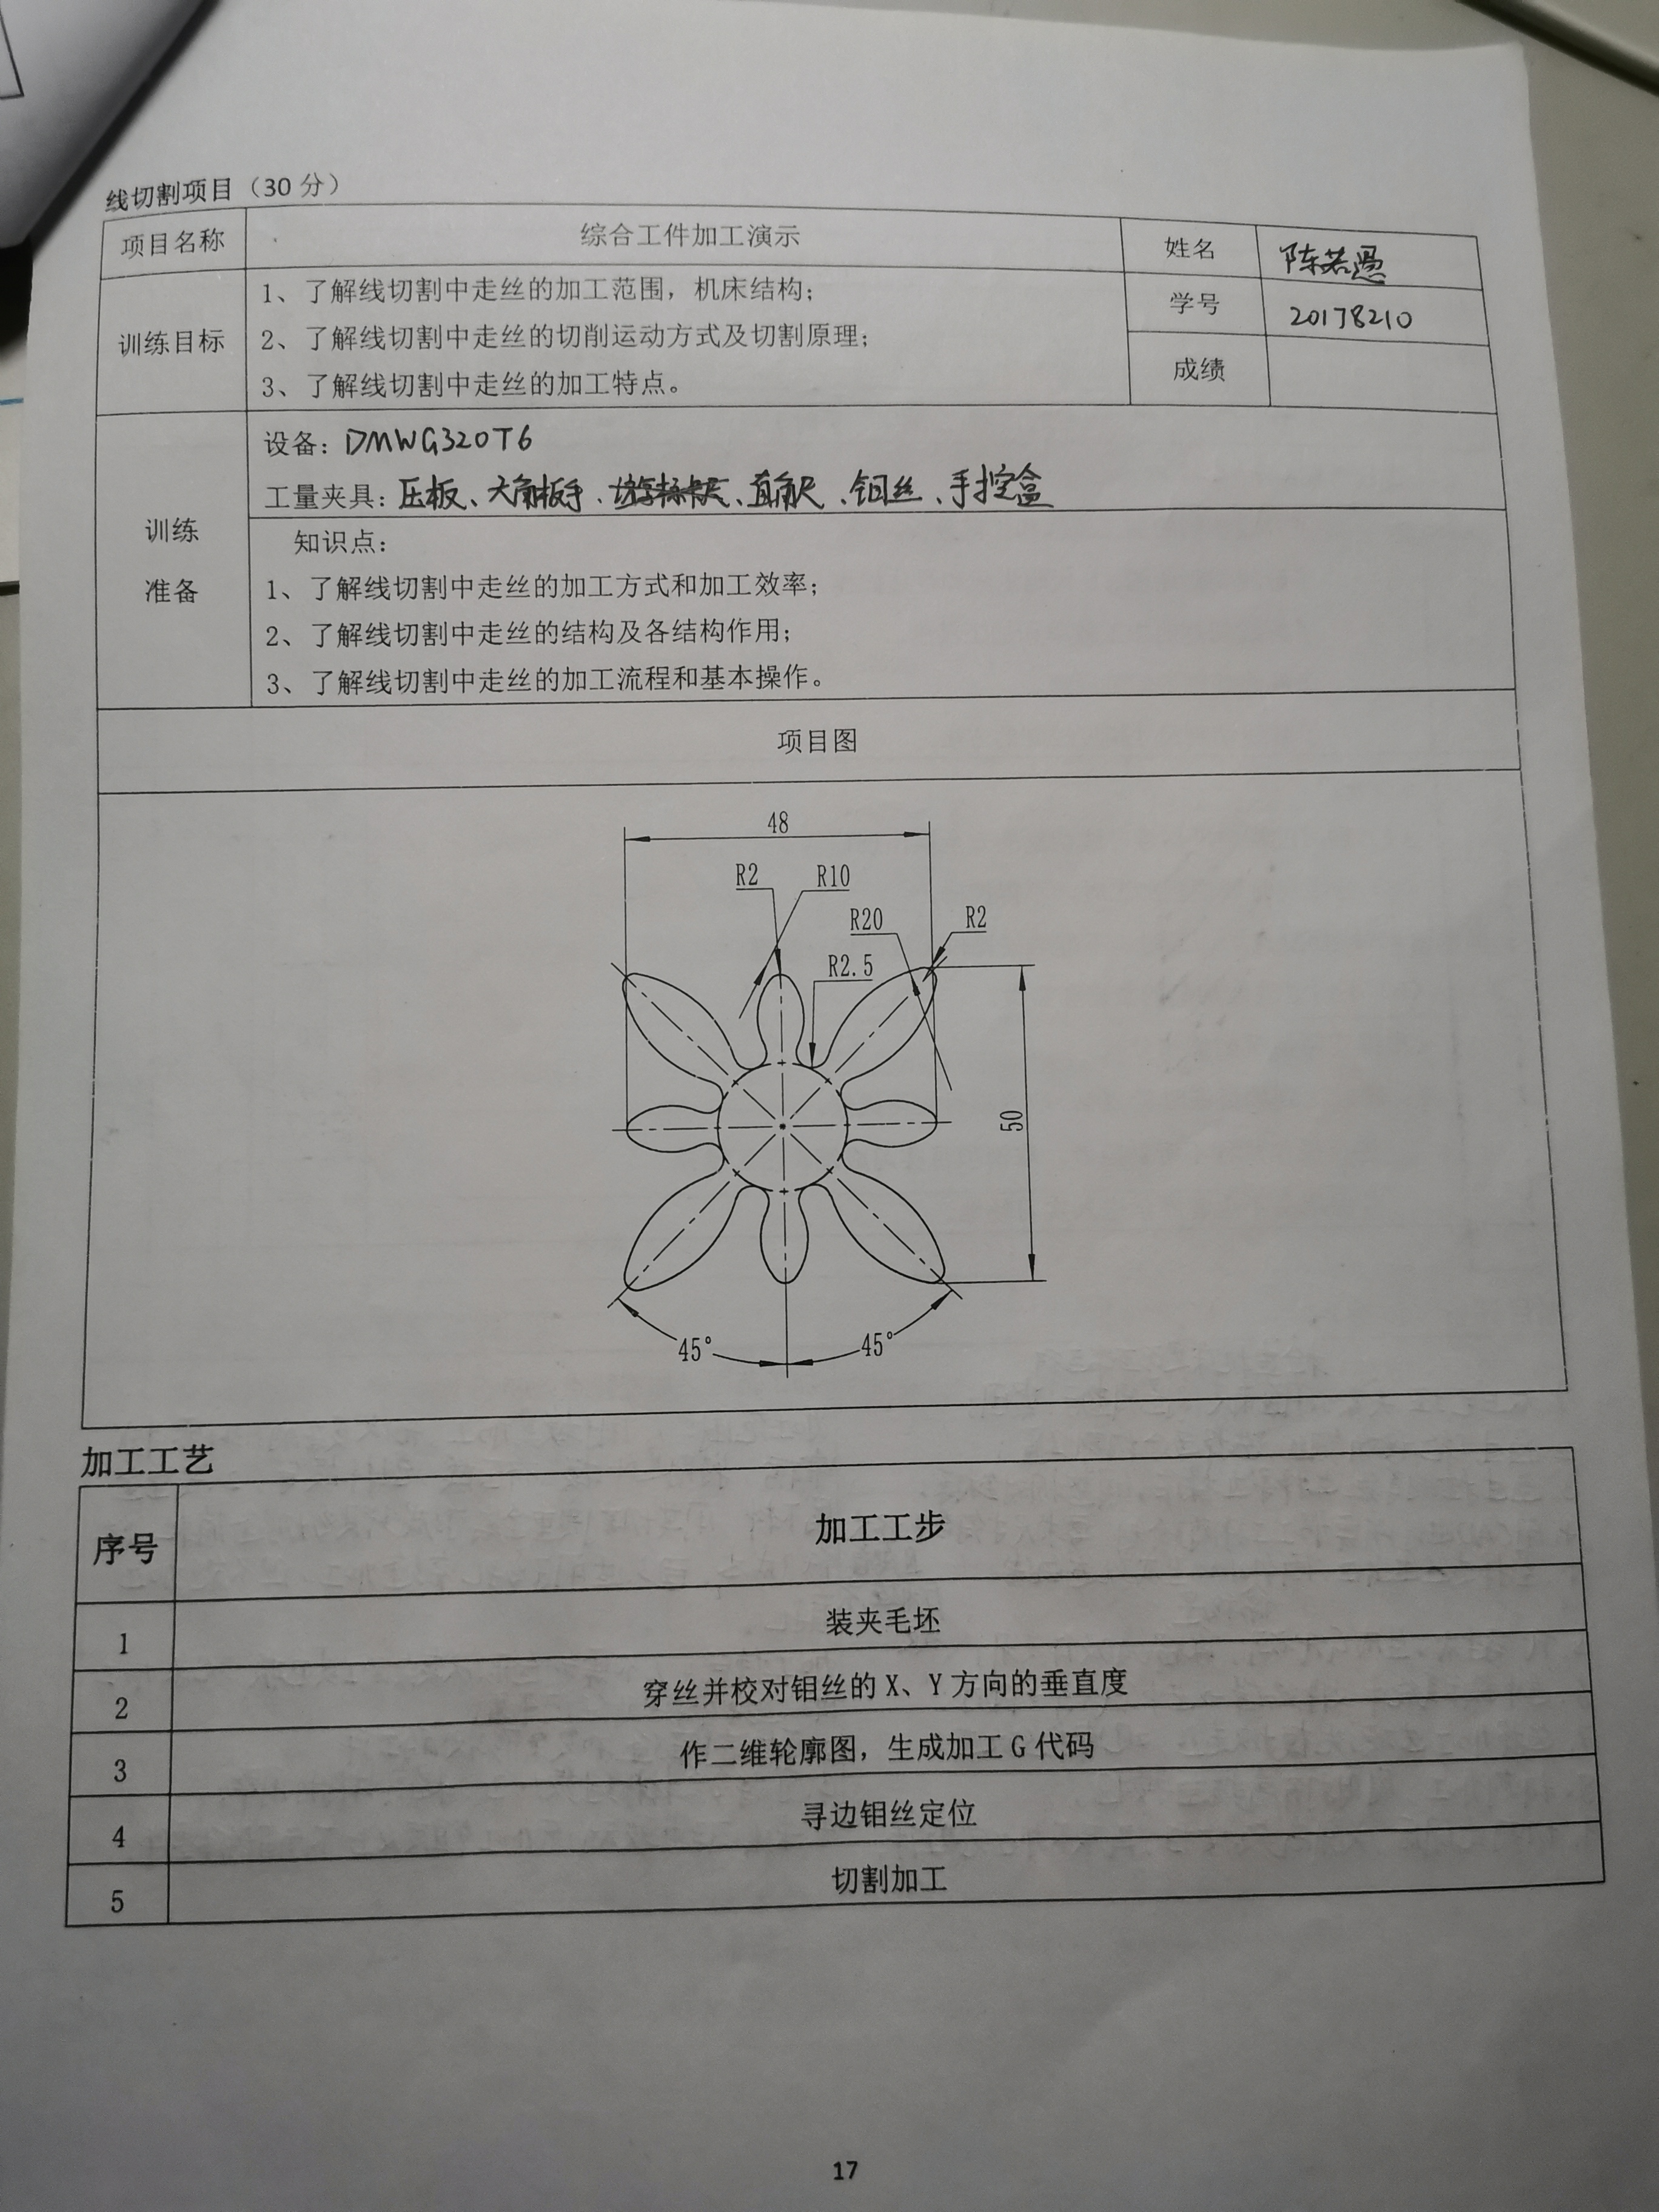 线切割项目（30 分）
项目名称 综合工件加工演示 姓名 陈若愚
训练目标
1、了解线切割中走丝的加工范围，机床结构；
2、了解线切割中走丝的切削运动方式及切割原理；
3、了解线切割中走丝的加工特点。
学号 20178210
成绩
训练
准备
设备：DMWG320T6
工量夹具：压板、六角板手、游标卡尺、直角尺、钼丝、手控盒
知识点：
1、了解线切割中走丝的加工方式和加工效率；
2、了解线切割中走丝的结构及各结构作用；
3、了解线切割中走丝的加工流程和基本操作。
项目图
48
R2 R10
R20 R2
R2.5
50
45° 45°
加工工艺
序号 加工工步
1 装夹毛坯
2 穿丝并校对钼丝的 X、Y 方向的垂直度
3 作二维轮廓图，生成加工 G 代码
4 寻边钼丝定位
5 切割加工
17